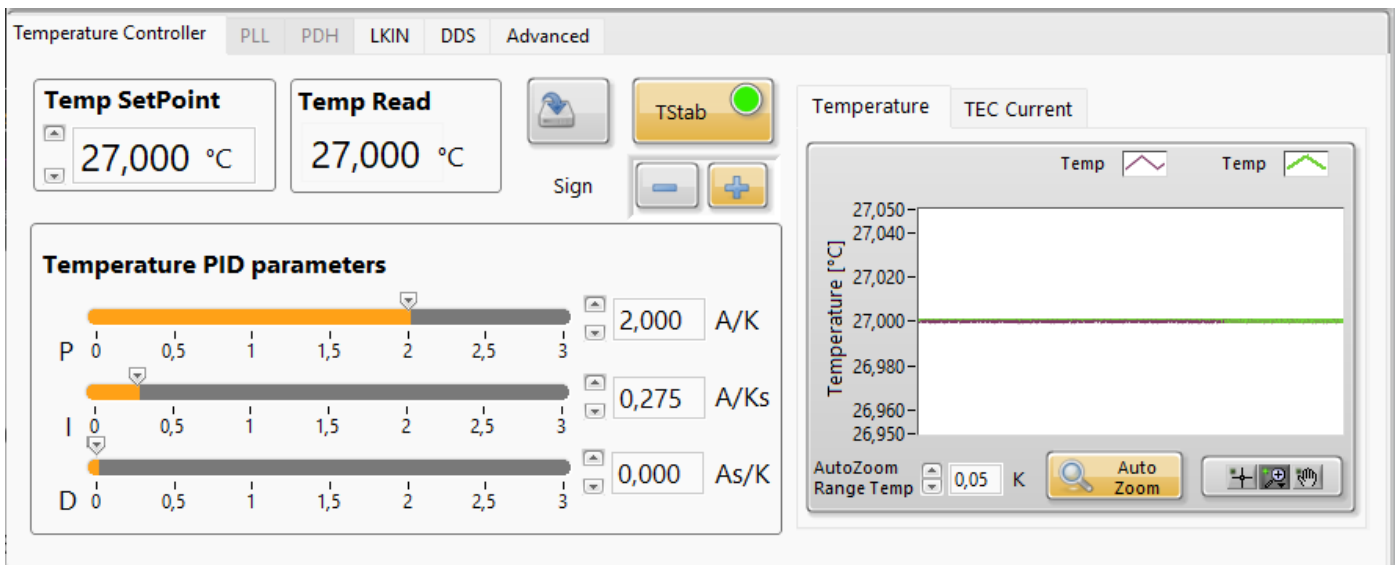 Temperature Controller PLL PDH LKIN DDS Advanced
Temp SetPoint
27,000 °C
Temp Read
27,000 °C
TStab
Sign
Temperature PID parameters
P 0 0,5 1 1,5 2 2,5 3 2,000 A/K
I 0 0,5 1 1,5 2 2,5 3 0,275 A/Ks
D 0 0,5 1 1,5 2 2,5 3 0,000 As/K
Temperature TEC Current
Temp Temp
Temperature [°C]
27,050
27,040
27,020
27,000
26,980
26,960
26,950
AutoZoom
Range Temp 0,05 K
Auto
Zoom